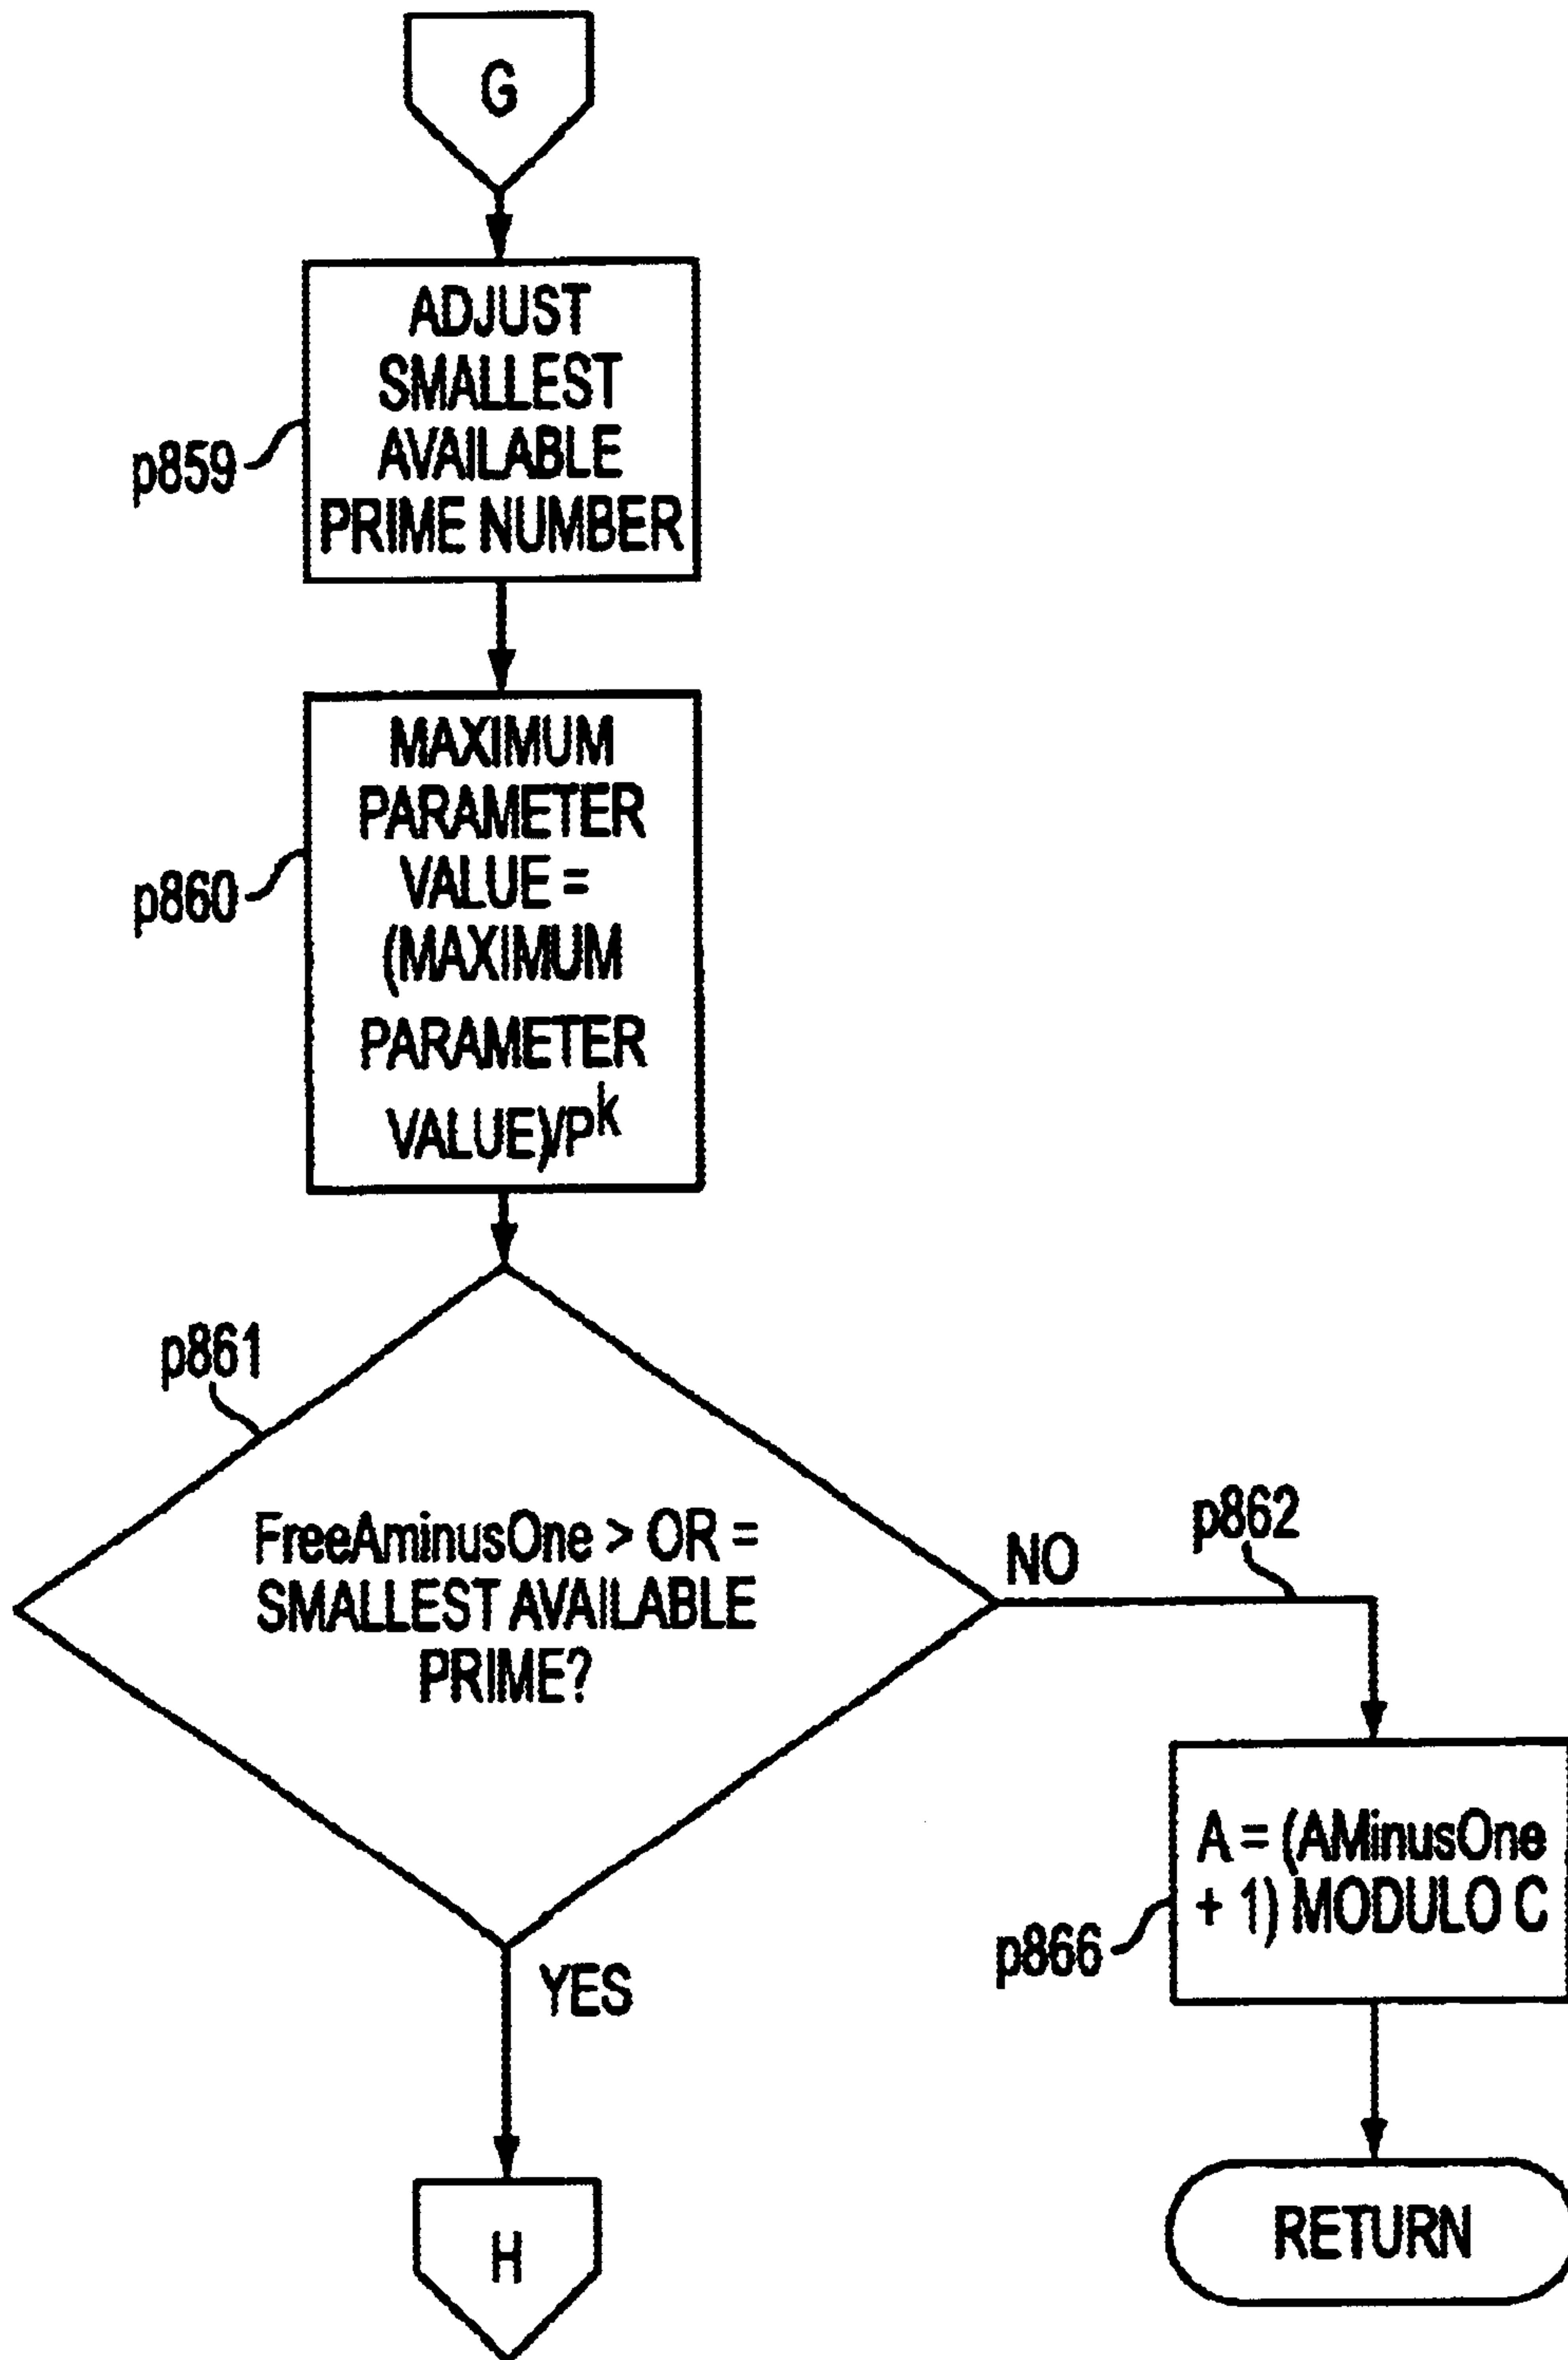 G
ADJUST
SMALLEST
AVAILABLE
PRIME NUMBER
p859
MAXIMUM
PARAMETER
VALUE =
(MAXIMUM
PARAMETER
VALUE)/P^k
p860
p861
FreeAminusOne > OR =
SMALLEST AVAILABLE
PRIME?
NO
p862
A = (AMinusOne
+ 1) MODULO C
p866
YES
H
RETURN